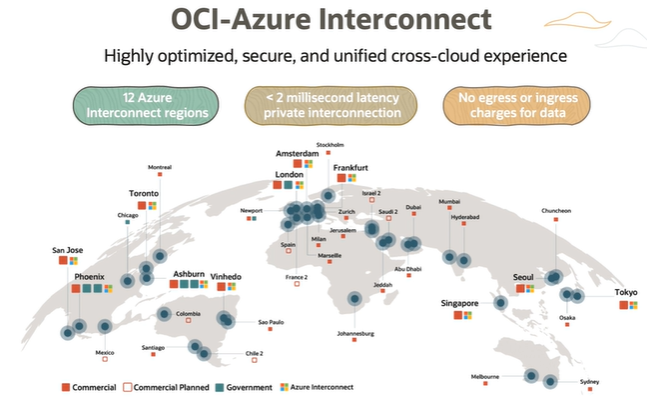 OCI-Azure Interconnect
Highly optimized, secure, and unified cross-cloud experience
12 Azure
Interconnect regions
< 2 millisecond latency
private interconnection
No egress or ingress
charges for data
Stockholm
Amsterdam
Montreal
Frankfurt
London
Toronto
Israel 2
Mumbai
Chicago
Newport
Zurich
Saudi 2
Dubai
Hyderabad
Chuncheon
Jerusalem
San Jose
Spain
Milan
Marseille
Abu Dhabi
Phoenix
Ashburn
Vinhedo
France 2
Jeddah
Seoul
Tokyo
Singapore
Colombia
Sao Paulo
Osaka
Johannesburg
Mexico
Santiago
Chile 2
Melbourne
Sydney
Commercial
Commercial Planned
Government
Azure Interconnect